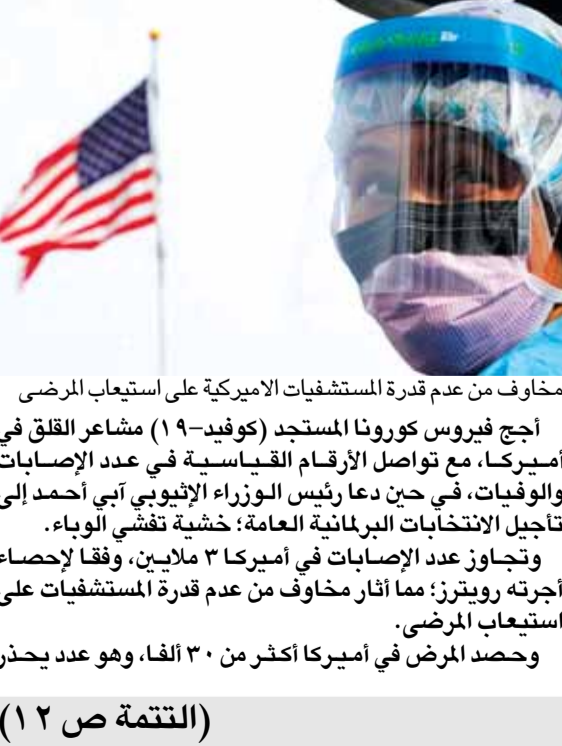 مخاوف من عدم قدرة المستشفيات الاميركية على استيعاب المرضى
أجج فيروس كورونا المستجد (كوفيد-١٩) مشاعر القلق في
أميركا، مع تواصل الأرقام القياسية في عدد الإصابات
والوفيات، في حين دعا رئيس الوزراء الإثيوبي آبي أحمد إلى
تأجيل الانتخابات البرلمانية العامة؛ خشية تفشي الوباء.
وتجاوز عدد الإصابات في أميركا ٣ ملايين، وفقا لإحصاء
أجرته رويترز؛ مما أثار مخاوف من عدم قدرة المستشفيات على
استيعاب المرضى.
وحصد المرض في أميركا أكثر من ٣٠ ألفا، وهو عدد يحذر
(التتمة ص ١٢)